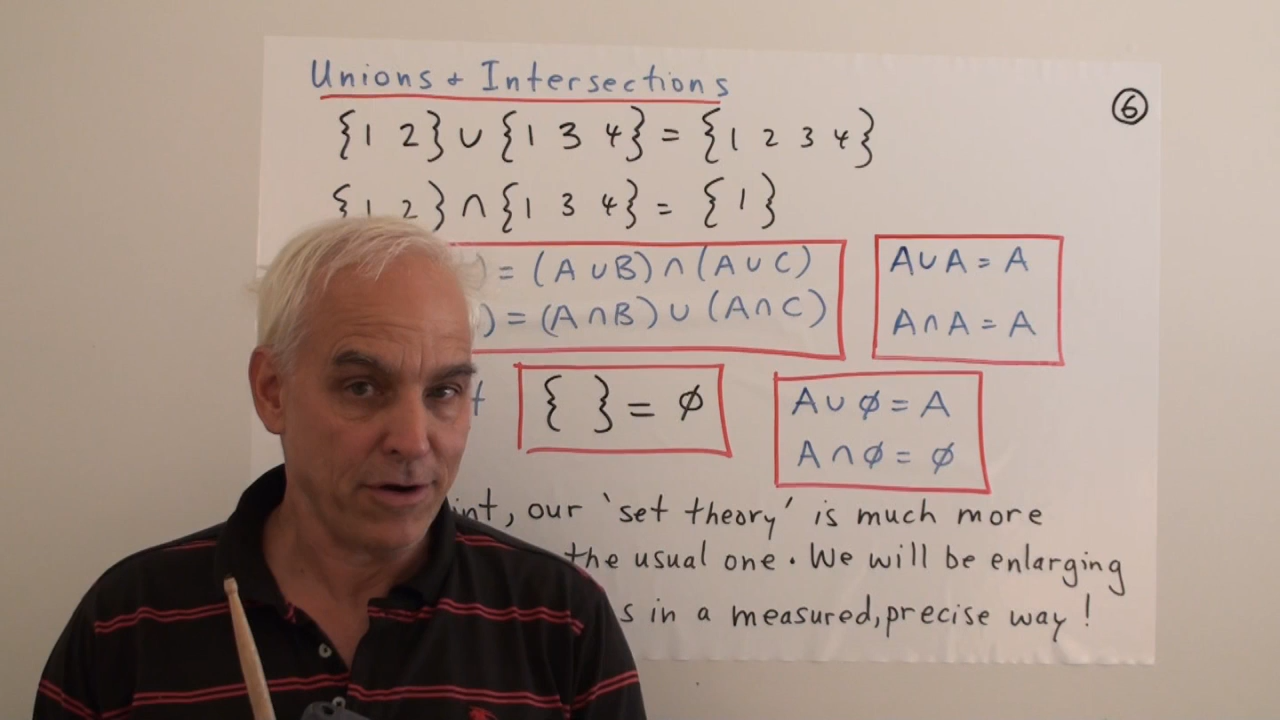 Unions + Intersections
⑥
{1 2} ∪ {1 3 4} = {1 2 3 4}
{1 2} ∩ {1 3 4} = {1}
) = (A ∪ B) ∩ (A ∪ C)
) = (A ∩ B) ∪ (A ∩ C)
A ∪ A = A
A ∩ A = A
{ } = ∅
A ∪ ∅ = A
A ∩ ∅ = ∅
int, our 'set theory' is much more
the usual one. We will be enlarging
s in a measured, precise way!